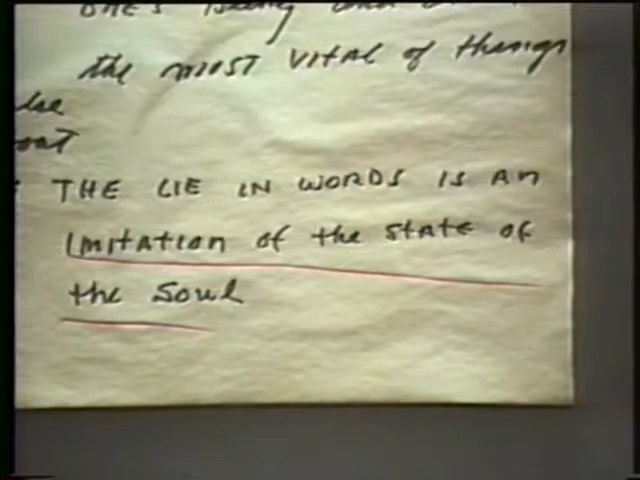 the most vital of things
THE LIE IN WORDS IS AN
Imitation of the state of
the Soul